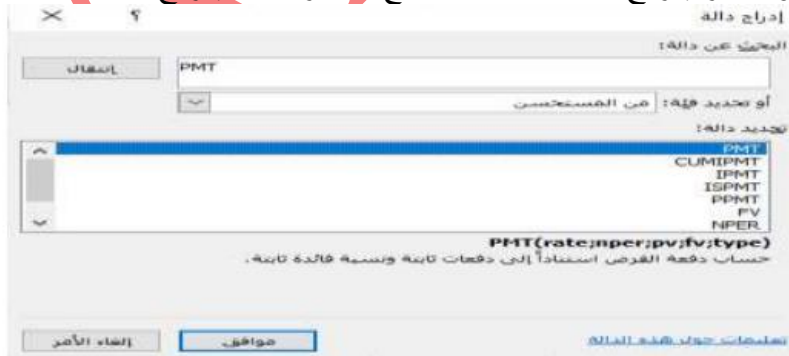 إدراج دالة
؟
البحث عن دالة:
PMT
إنتقال
أو تحديد فئة: من المستحسن
تحديد دالة:
PMT
CUMIPMT
IPMT
ISPMT
PPMT
FV
NPER
PMT(rate;nper;pv;fv;type)
حساب دفعة القرض استناداً إلى دفعات ثابتة ونسبة فائدة ثابتة.
تعليمات حول هذه الدالة
موافق
إلغاء الأمر